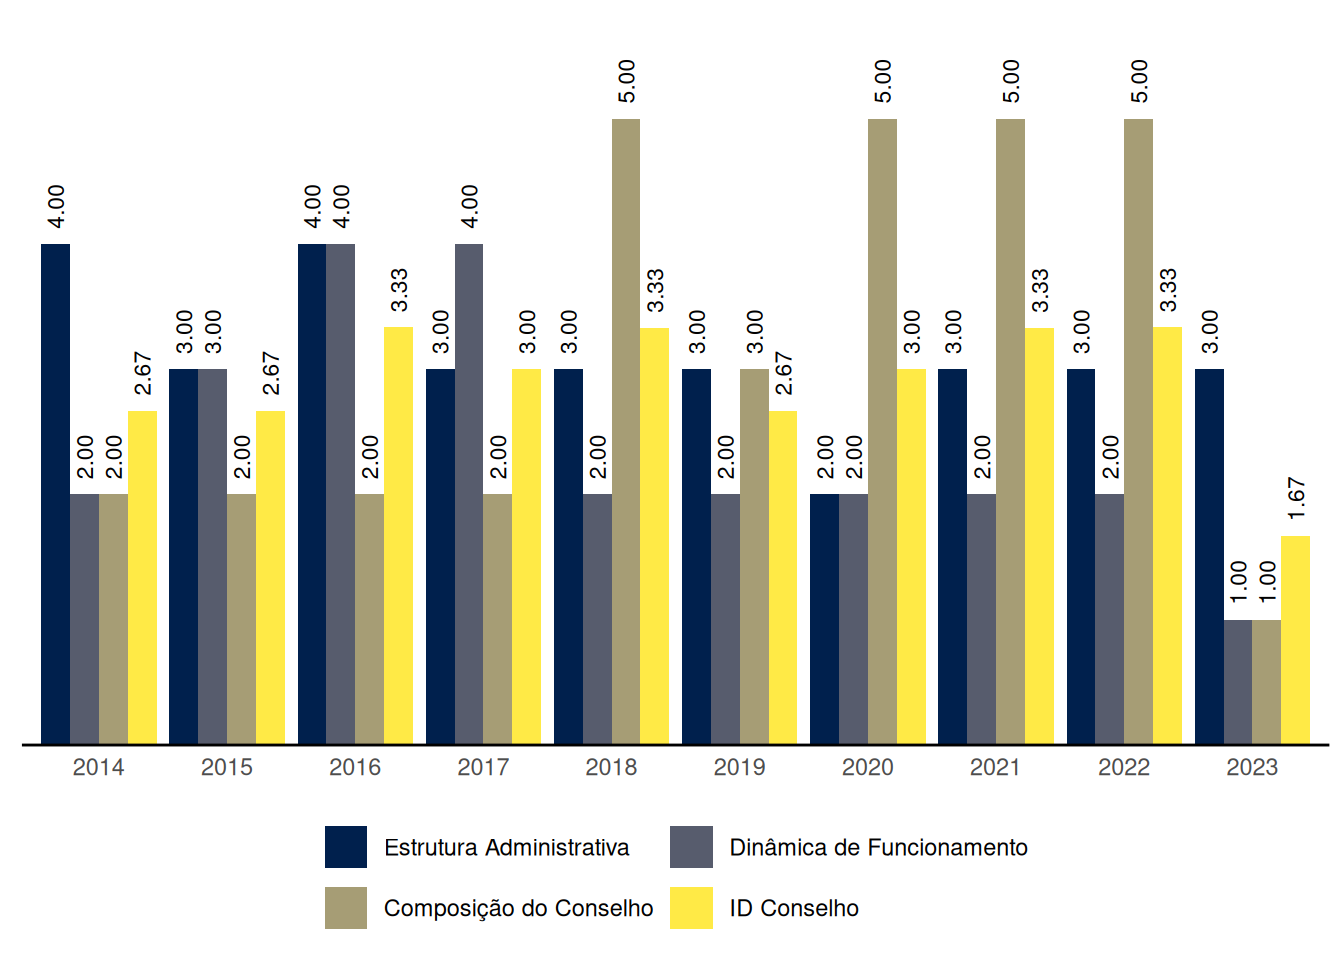 4.00 2.00 2.00 2.67
3.00 3.00 2.00 2.67
4.00 4.00 2.00 3.33
3.00 4.00 2.00 3.00
3.00 2.00 5.00 3.33
3.00 2.00 3.00 2.67
2.00 2.00 5.00 3.00
3.00 2.00 5.00 3.33
3.00 2.00 5.00 3.33
3.00 1.00 1.00 1.67
2014 2015 2016 2017 2018 2019 2020 2021 2022 2023
Estrutura Administrativa Dinâmica de Funcionamento
Composição do Conselho ID Conselho